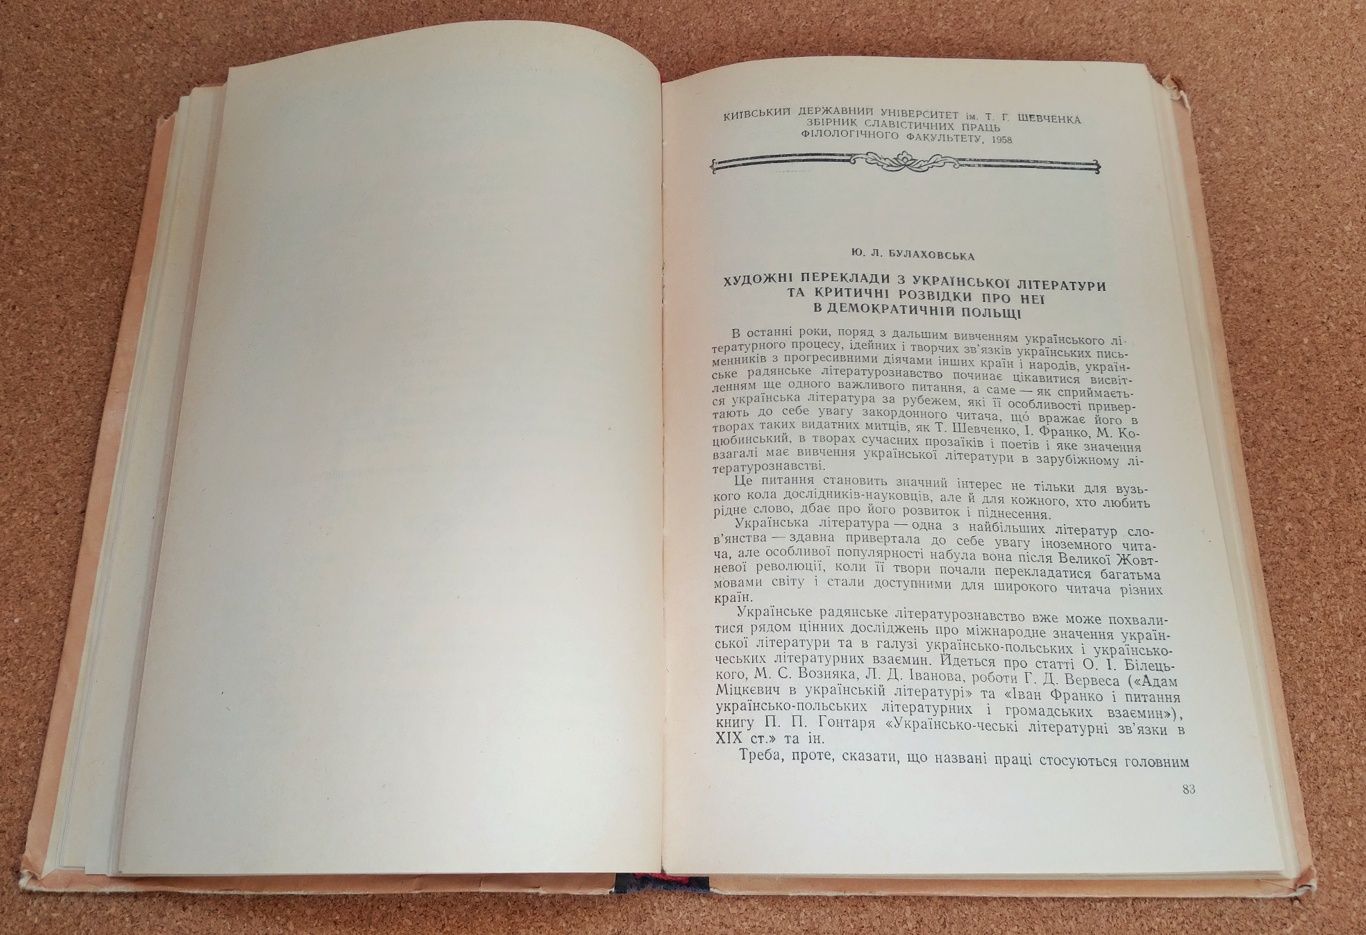 КИЇВСЬКИЙ ДЕРЖАВНИЙ УНІВЕРСИТЕТ ім. Т. Г. ШЕВЧЕНКА
ЗБІРНИК СЛАВІСТИЧНИХ ПРАЦЬ
ФІЛОЛОГІЧНОГО ФАКУЛЬТЕТУ, 1958
Ю. Л. БУЛАХОВСЬКА
ХУДОЖНІ ПЕРЕКЛАДИ З УКРАЇНСЬКОЇ ЛІТЕРАТУРИ
ТА КРИТИЧНІ РОЗВІДКИ ПРО НЕЇ
В ДЕМОКРАТИЧНІЙ ПОЛЬЩІ
В останні роки, поряд з дальшим вивченням українського лі-
тературного процесу, ідейних і творчих зв'язків українських пись-
менників з прогресивними діячами інших країн і народів, україн-
ське радянське літературознавство починає цікавитися висвіт-
ленням ще одного важливого питання, а саме — як сприймаєть-
ся українська література за рубежем, які її особливості привер-
тають до себе увагу закордонного читача, що вражає його в
творах таких видатних митців, як Т. Шевченко, І. Франко, М. Ко-
цюбинський, в творах сучасних прозаїків і поетів і яке значення
взагалі має вивчення української літератури в зарубіжному лі-
тературознавстві.
Це питання становить значний інтерес не тільки для вузь-
кого кола дослідників-науковців, але й для кожного, хто любить
рідне слово, дбає про його розвиток і піднесення.
Українська література — одна з найбільших літератур сло-
в'янства — здавна привертала до себе увагу іноземного чита-
ча, але особливої популярності набула вона після Великої Жовт-
невої революції, коли її твори почали перекладатися багатьма
мовами світу і стали доступними для широкого читача різних
країн.
Українське радянське літературознавство вже може похвали-
тися рядом цінних досліджень про міжнародне значення україн-
ської літератури та в галузі українсько-польських і українсько-
чеських літературних взаємин. Йдеться про статті О. І. Білець-
кого, М. С. Возняка, Л. Д. Іванова, роботи Г. Д. Вервеса («Адам
Міцкєвич в українській літературі» та «Іван Франко і питання
українсько-польських літературних і громадських взаємин»),
книгу П. П. Гонтаря «Українсько-чеські літературні зв'язки в
XIX ст.» та ін.
Треба, проте, сказати, що названі праці стосуються головним
83